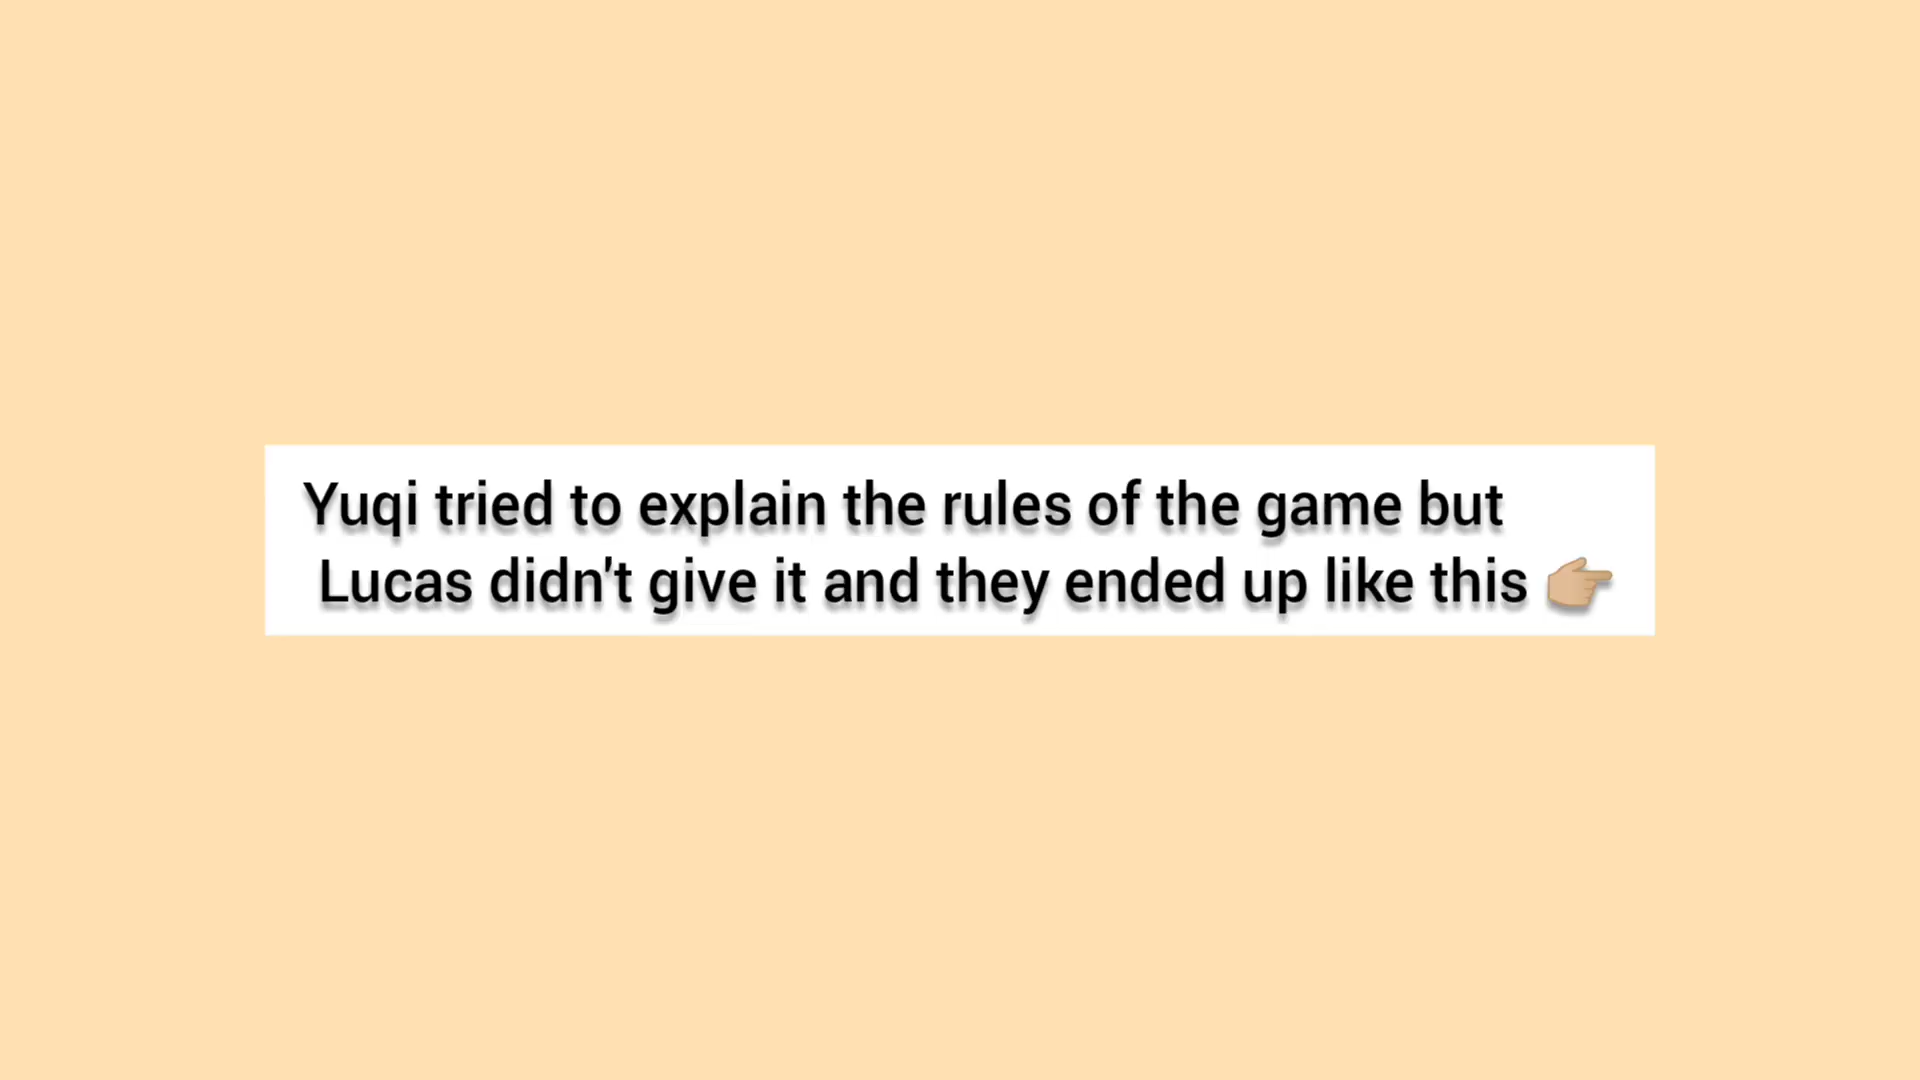 Yuqi tried to explain the rules of the game but
Lucas didn't give it and they ended up like this 👉🏼